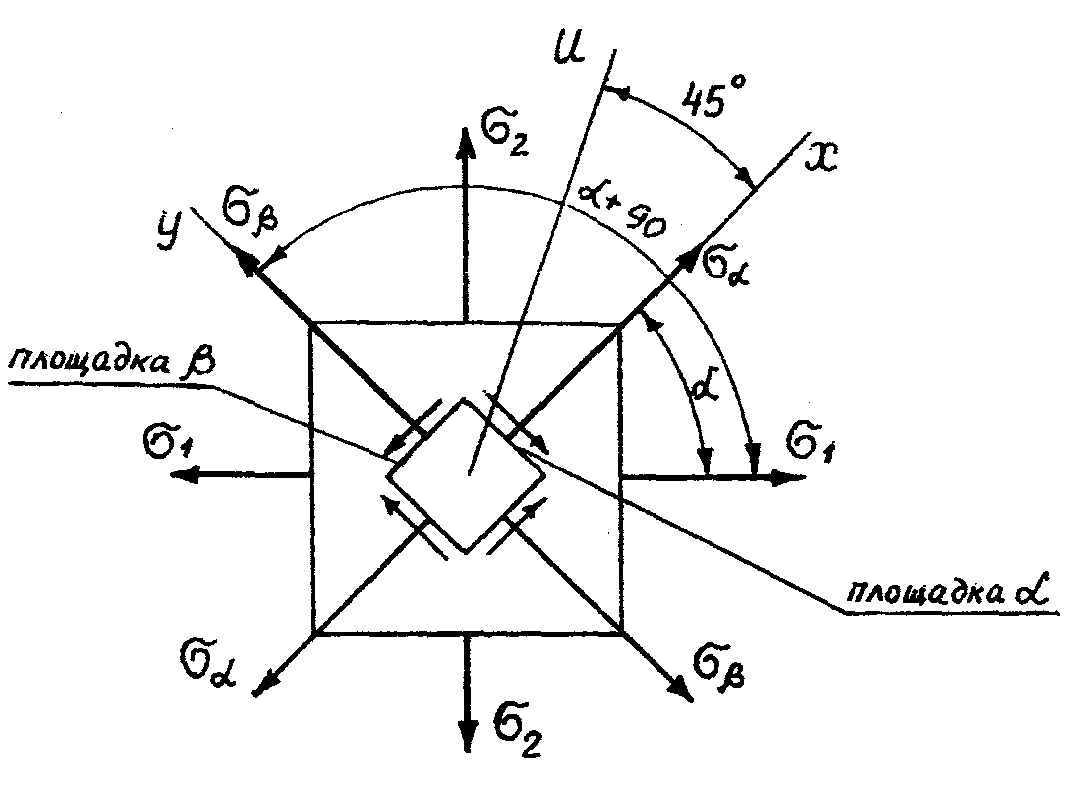 u
45°
σ2
x
α+90
σβ
y
σα
площадка β
α
σ1
σ1
площадка α
σα
σβ
σ2